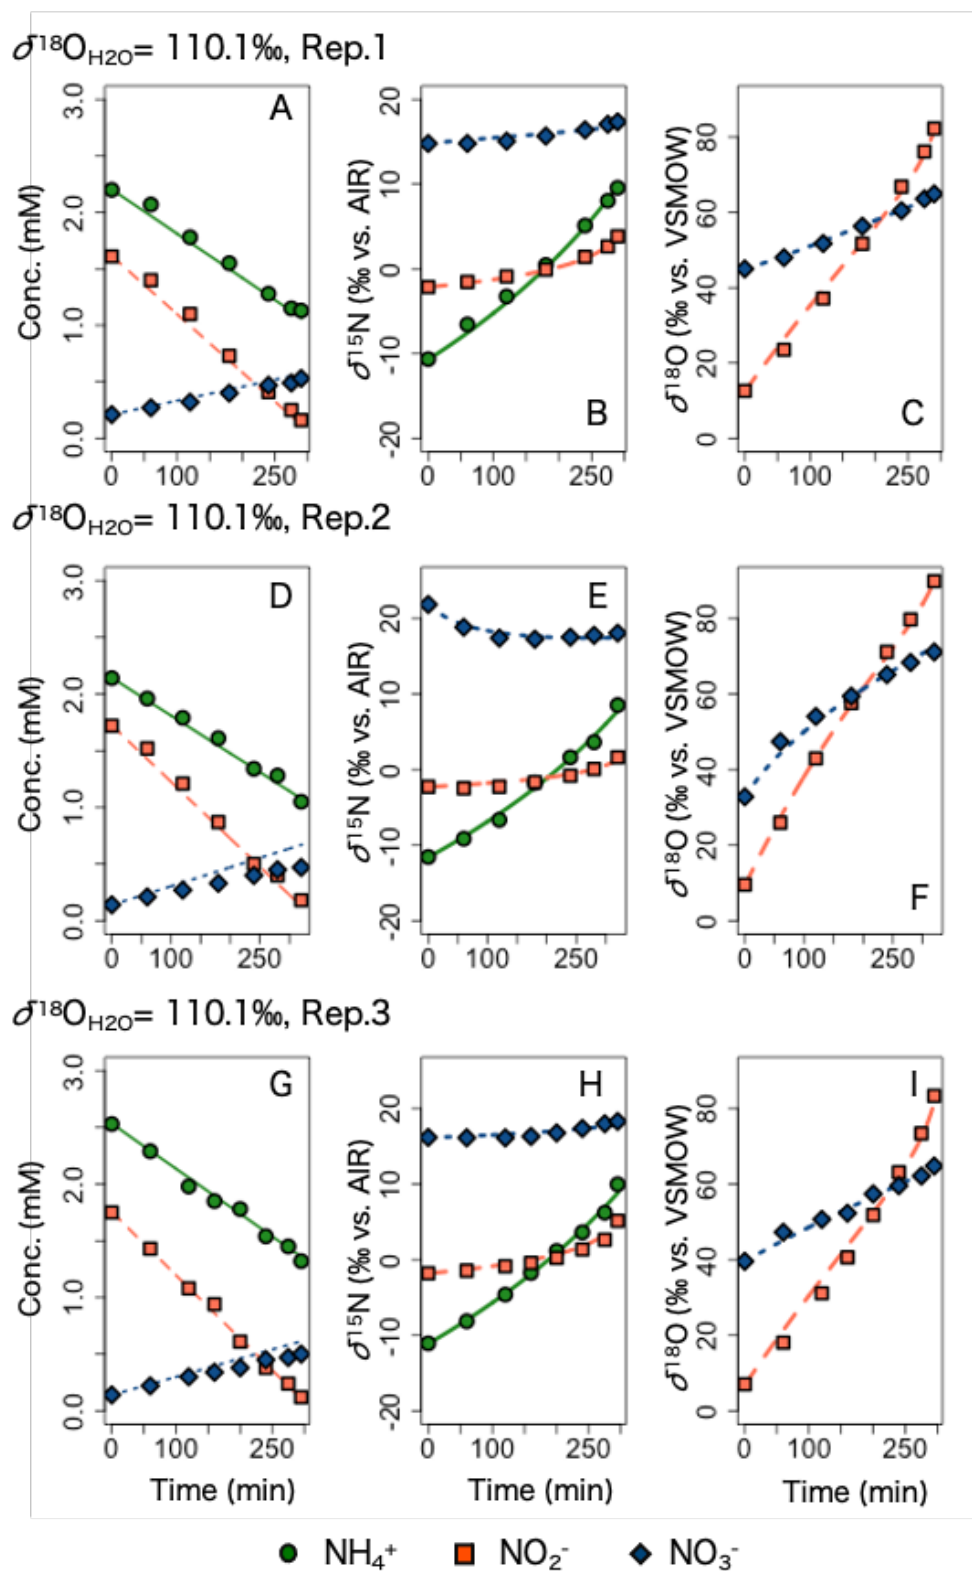 δ¹⁸O_H2O= 110.1‰, Rep.1
A B C
Conc. (mM)
3.0 2.0 1.0 0.0
0 100 250
δ¹⁵N (‰ vs. AIR)
20 10 0 -10 -20
0 100 250
δ¹⁸O (‰ vs. VSMOW)
80 60 40 20 0
0 100 250
δ¹⁸O_H2O= 110.1‰, Rep.2
D E F
Conc. (mM)
3.0 2.0 1.0 0.0
0 100 250
δ¹⁵N (‰ vs. AIR)
20 10 0 -10 -20
0 100 250
δ¹⁸O (‰ vs. VSMOW)
80 60 40 20 0
0 100 250
δ¹⁸O_H2O= 110.1‰, Rep.3
G H I
Conc. (mM)
3.0 2.0 1.0 0.0
0 100 250
δ¹⁵N (‰ vs. AIR)
20 10 0 -10 -20
0 100 250
δ¹⁸O (‰ vs. VSMOW)
80 60 40 20 0
0 100 250
Time (min) Time (min) Time (min)
NH₄⁺ NO₂⁻ NO₃⁻